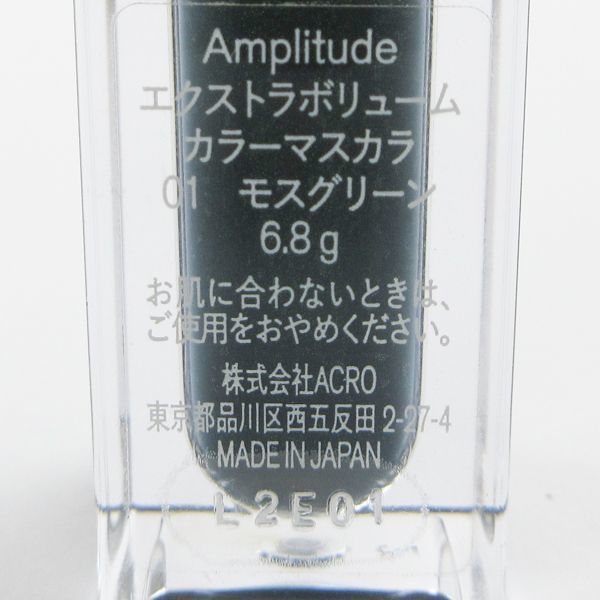 Amplitude
エクストラボリューム
カラーマスカラ
01　モスグリーン
6.8 g
お肌に合わないときは、
ご使用をおやめください。
株式会社ACRO
東京都品川区西五反田2-27-4
MADE IN JAPAN
L2E01